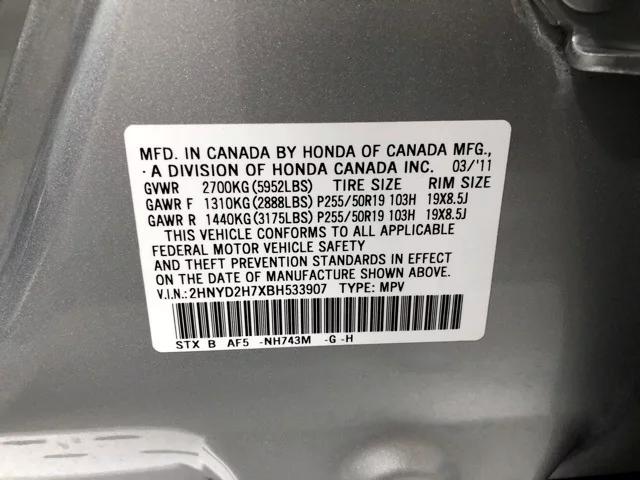 MFD. IN CANADA BY HONDA OF CANADA MFG.,
A DIVISION OF HONDA CANADA INC. 03/'11
GVWR 2700KG(5952LBS) TIRE SIZE RIM SIZE
GAWR F 1310KG(2888LBS)P255/50R19 103H 19X8.5J
GAWR R 1440KG(3175LBS)P255/50R19 103H 19X8.5J
THIS VEHICLE CONFORMS TO ALL APPLICABLE
FEDERAL MOTOR VEHICLE SAFETY
AND THEFT PREVENTION STANDARDS IN EFFECT
ON THE DATE OF MANUFACTURE SHOWN ABOVE.
V.I.N.: 2HNYD2H7XBH533907 TYPE: MPV
STX B AF5 -NH743M -G -H